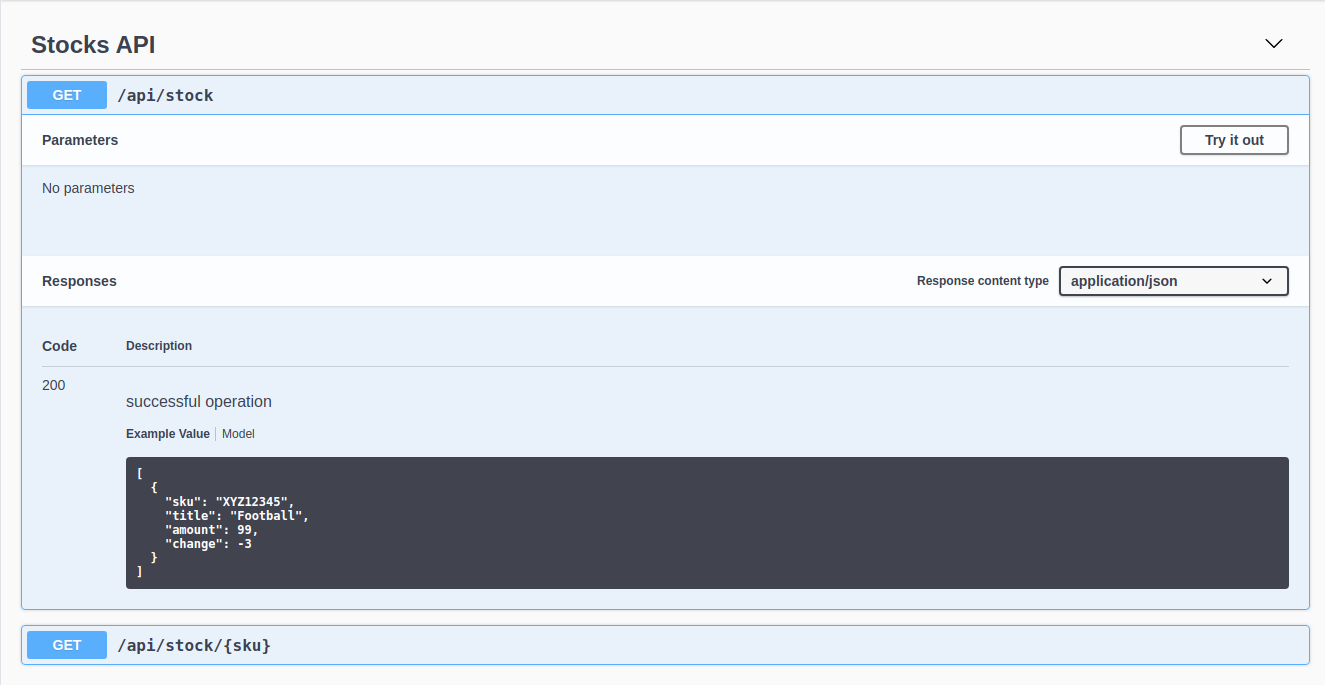 Stocks API
GET /api/stock
Parameters Try it out
No parameters
Responses Response content type application/json
Code Description
200
successful operation
Example Value Model
[
  {
    "sku": "XYZ12345",
    "title": "Football",
    "amount": 99,
    "change": -3
  }
]
GET /api/stock/{sku}